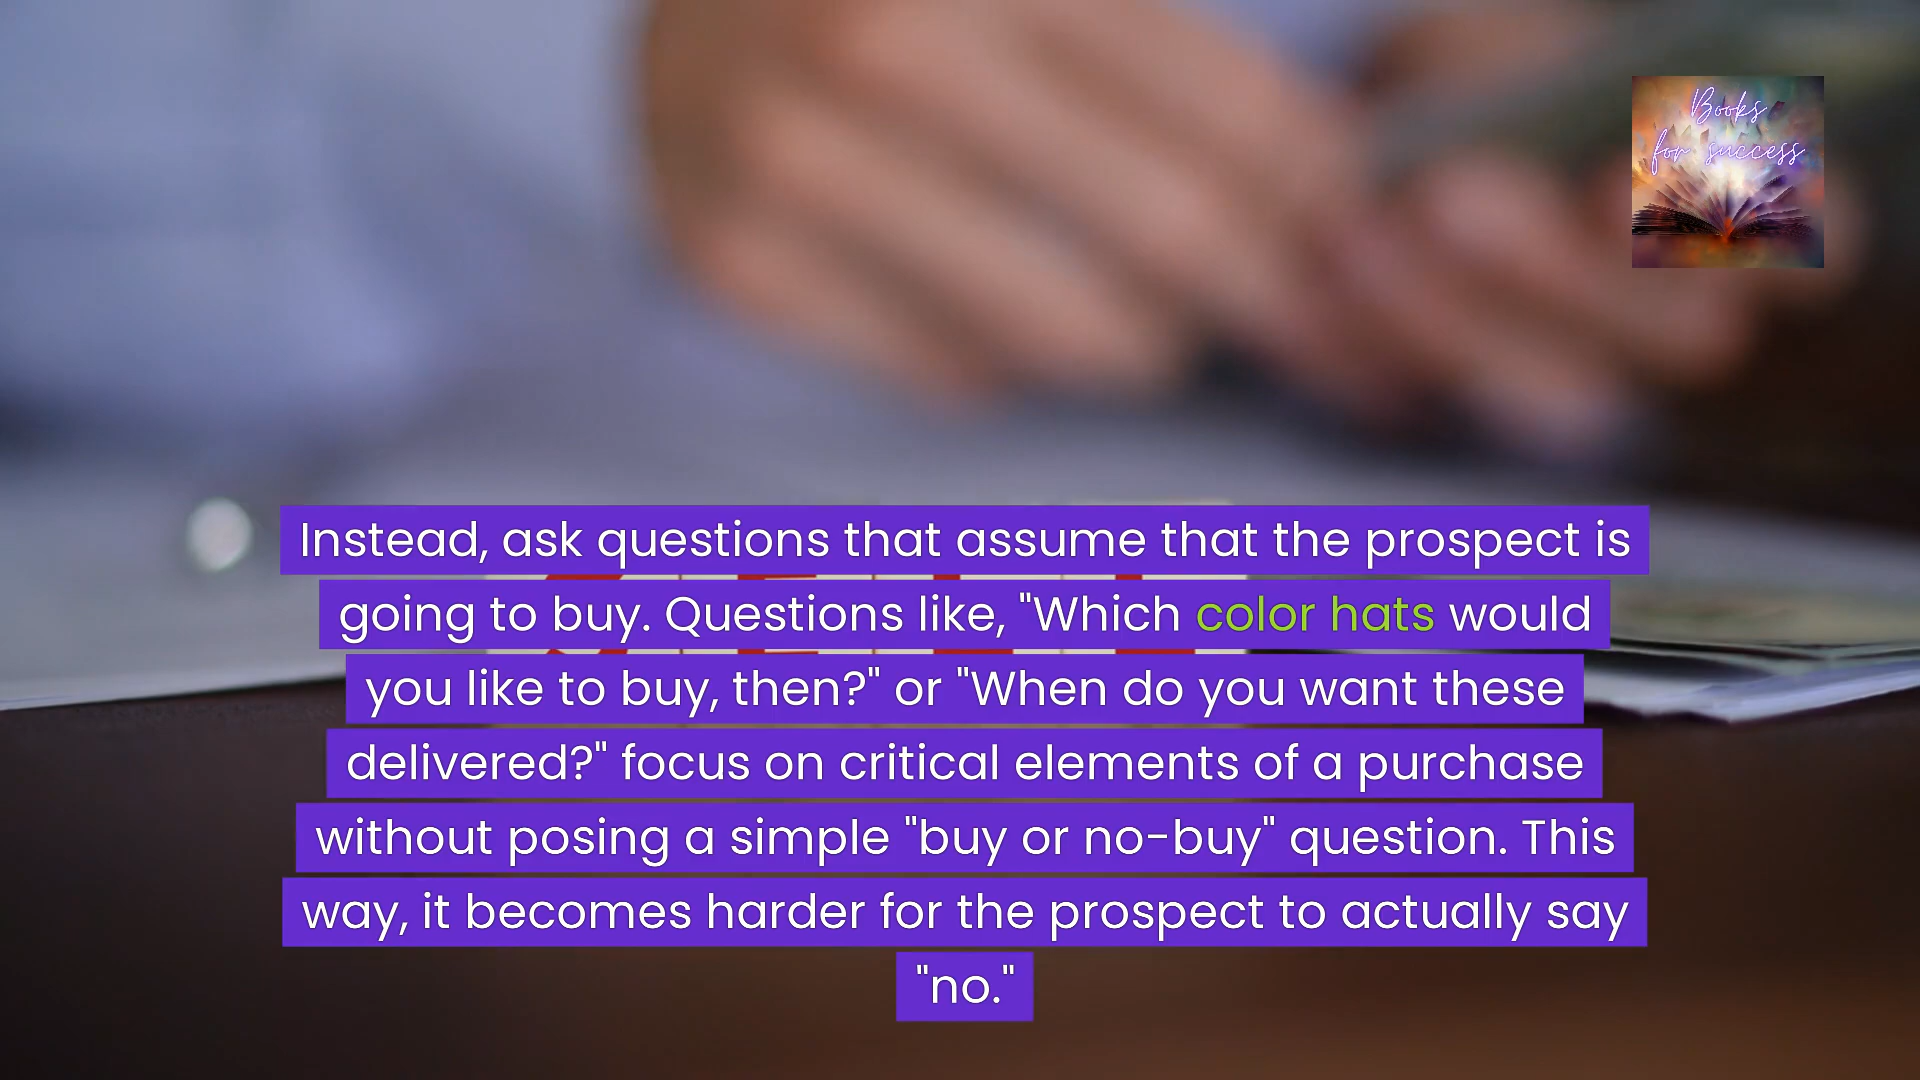 Books
for success
Instead, ask questions that assume that the prospect is
going to buy. Questions like, "Which color hats would
you like to buy, then?" or "When do you want these
delivered?" focus on critical elements of a purchase
without posing a simple "buy or no-buy" question. This
way, it becomes harder for the prospect to actually say
"no."